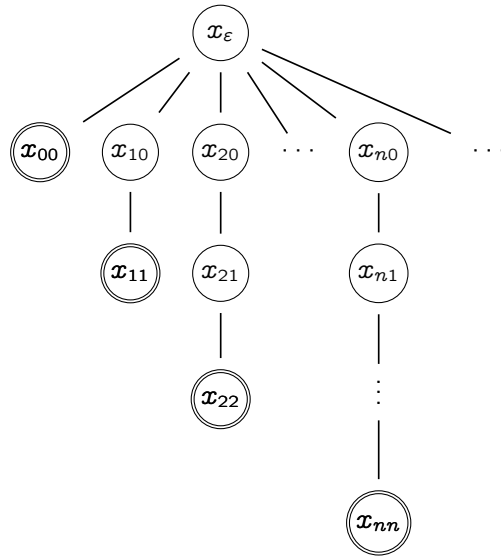 x_ε
x_00 x_10 x_20 ... x_n0 ...
x_11 x_21 x_n1
x_22 ⋮
x_nn